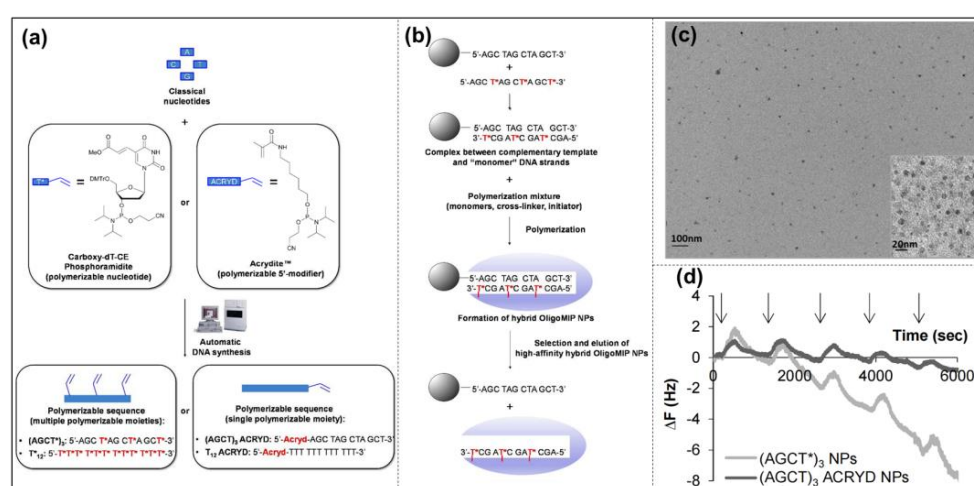 (a)
A
C T
G
Classical
nucleotides
+
MeO
O
O
NH
N
O
T*
=
DMTr
O
O
O
P
N
O
CN
Carboxy-dT-CE
Phosphoramidite
(polymerizable nucleotide)
or
ACRYD
=
O
NH
O
N
P
O
CN
Acrydite™
(polymerizable 5'-modifier)
Automatic
DNA synthesis
Polymerizable sequence
(multiple polymerizable moieties):
• (AGCT*)₃: 5'-AGC T*AG CT*A GCT*-3'
• T*₁₂: 5'-T*T*T* T*T*T* T*T*T* T*T*T*-3'
or
Polymerizable sequence
(single polymerizable moiety):
• (AGCT)₃ ACRYD: 5'-Acryd-AGC TAG CTA GCT-3'
• T₁₂ ACRYD: 5'-Acryd-TTT TTT TTT TTT-3'
(b)
5'-AGC TAG CTA GCT-3'
+
5'-AGC T*AG CT*A GCT*-3'
5'-AGC TAG CTA GCT-3'
3'-T*CG AT*C GAT* CGA-5'
Complex between complementary template
and "monomer" DNA strands
+
Polymerization mixture
(monomers, cross-linker, initiator)
Polymerization
5'-AGC TAG CTA GCT-3'
3'-T*CG AT*C GAT* CGA-5'
Formation of hybrid OligoMIP NPs
Selection and elution of
high-affinity hybrid OligoMIP NPs
5'-AGC TAG CTA GCT-3'
+
3'-T*CG AT*C GAT* CGA-5'
(c)
100nm
20nm
(d)
4
2
0
-2
-4
-6
-8
ΔF (Hz)
Time (sec)
0 2000 4000 6000
(AGCT*)₃ NPs
(AGCT)₃ ACRYD NPs